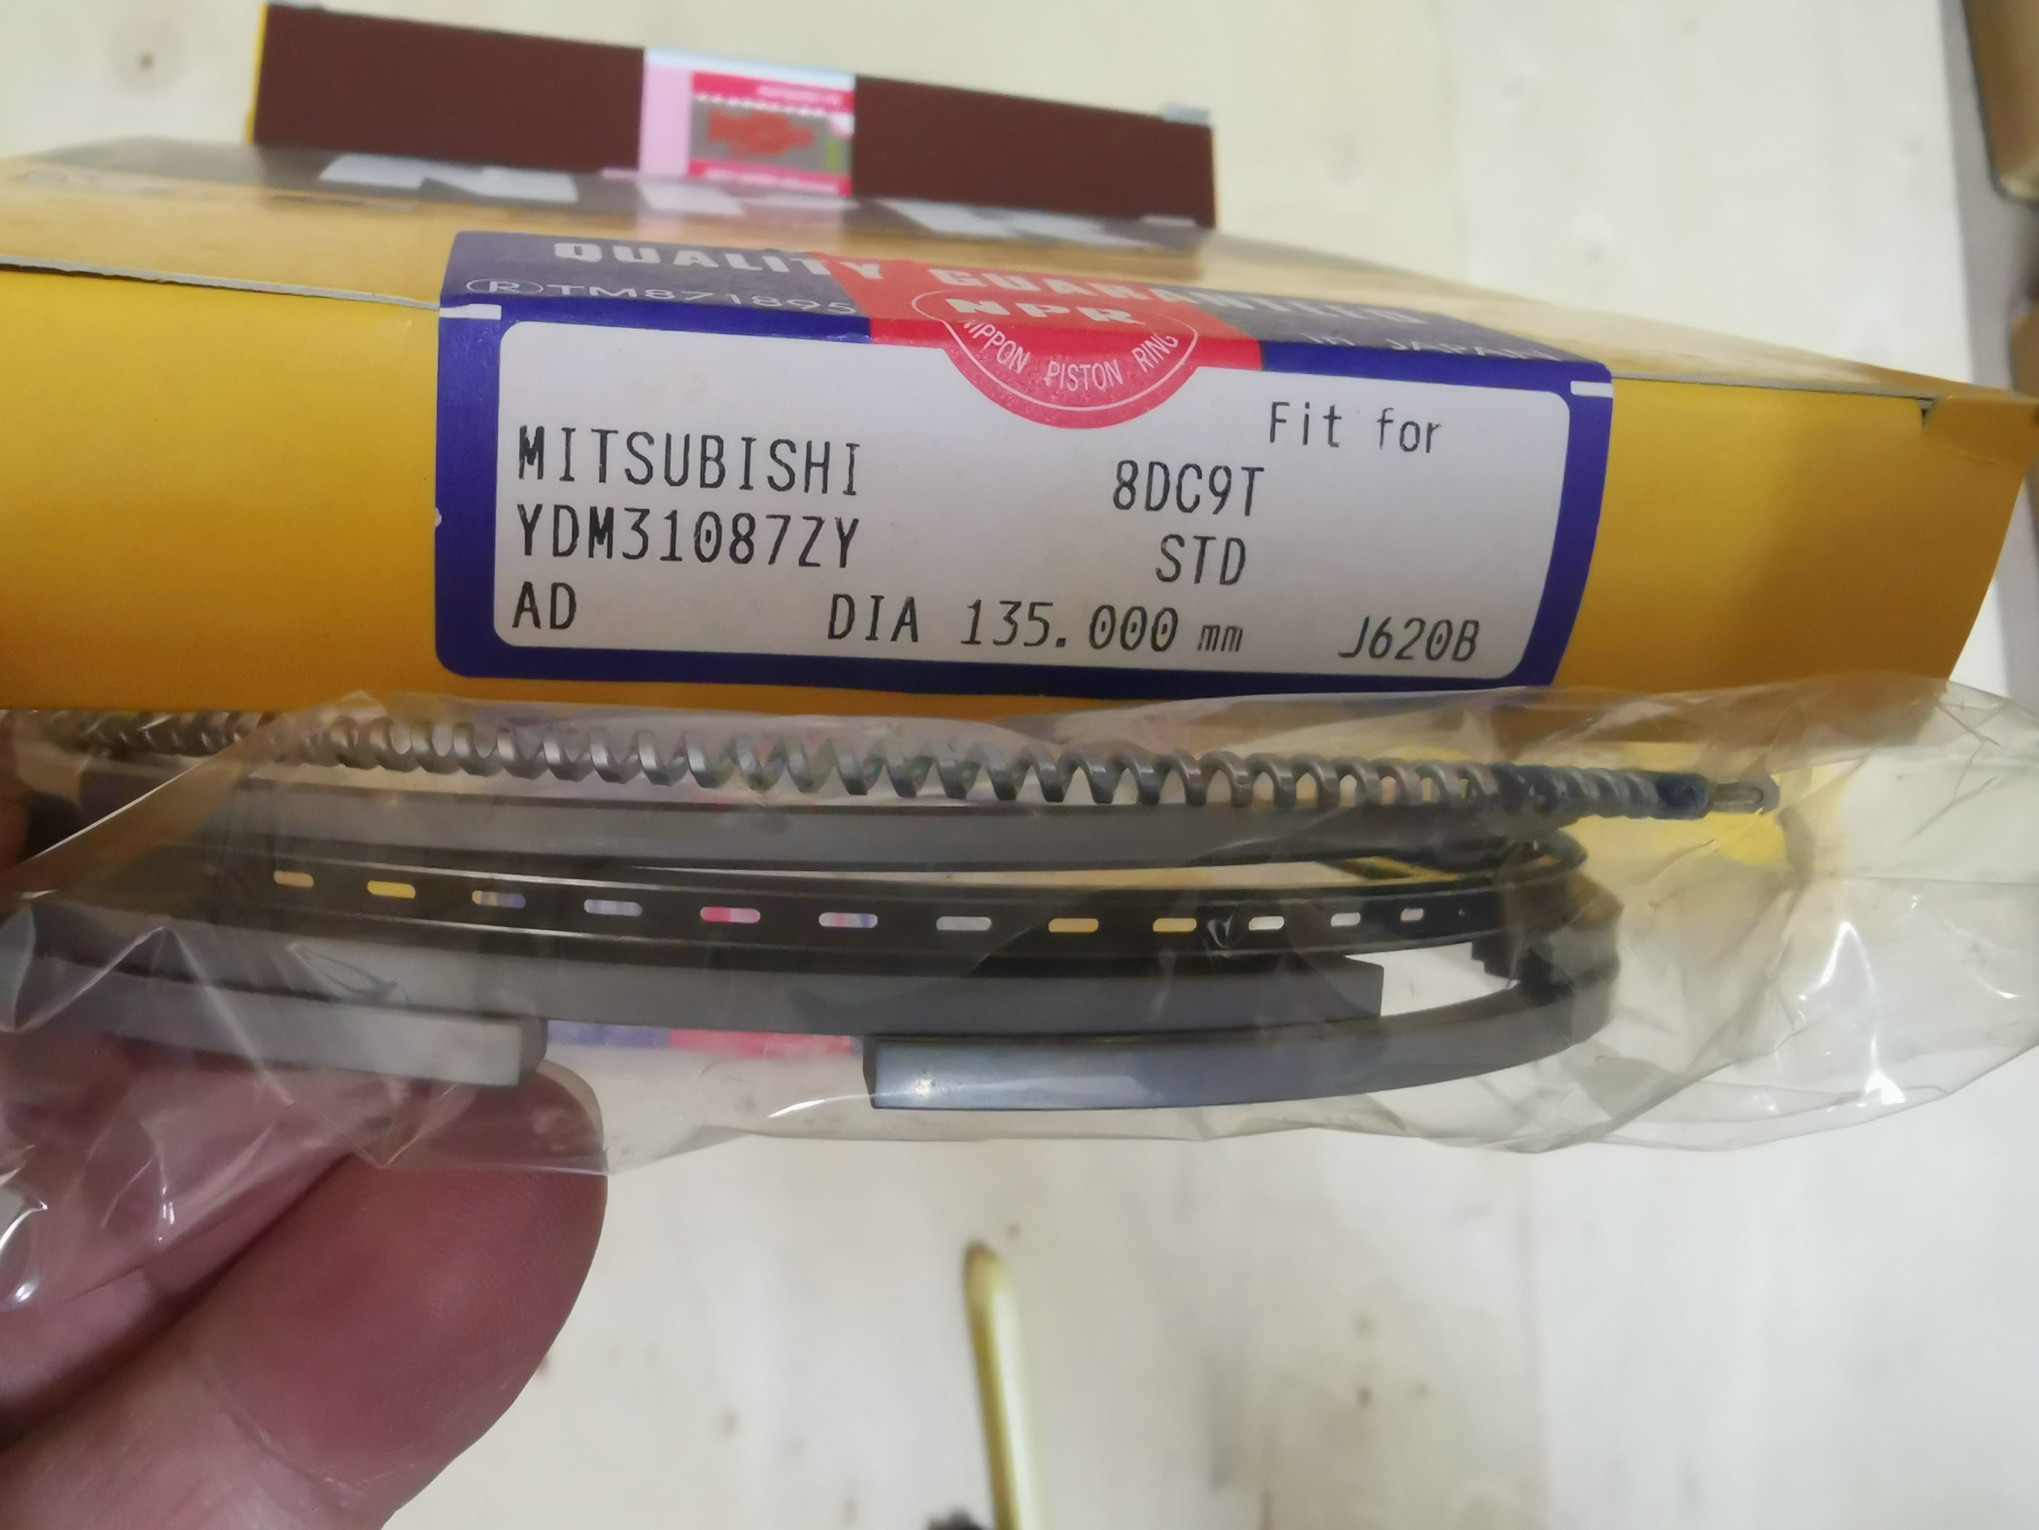 QUALITY GUARANTEED
® TM871895
in JAPAN
NPR
NIPPON PISTON RING
Fit for
MITSUBISHI 8DC9T
YDM31087ZY STD
AD DIA 135.000 mm J620B